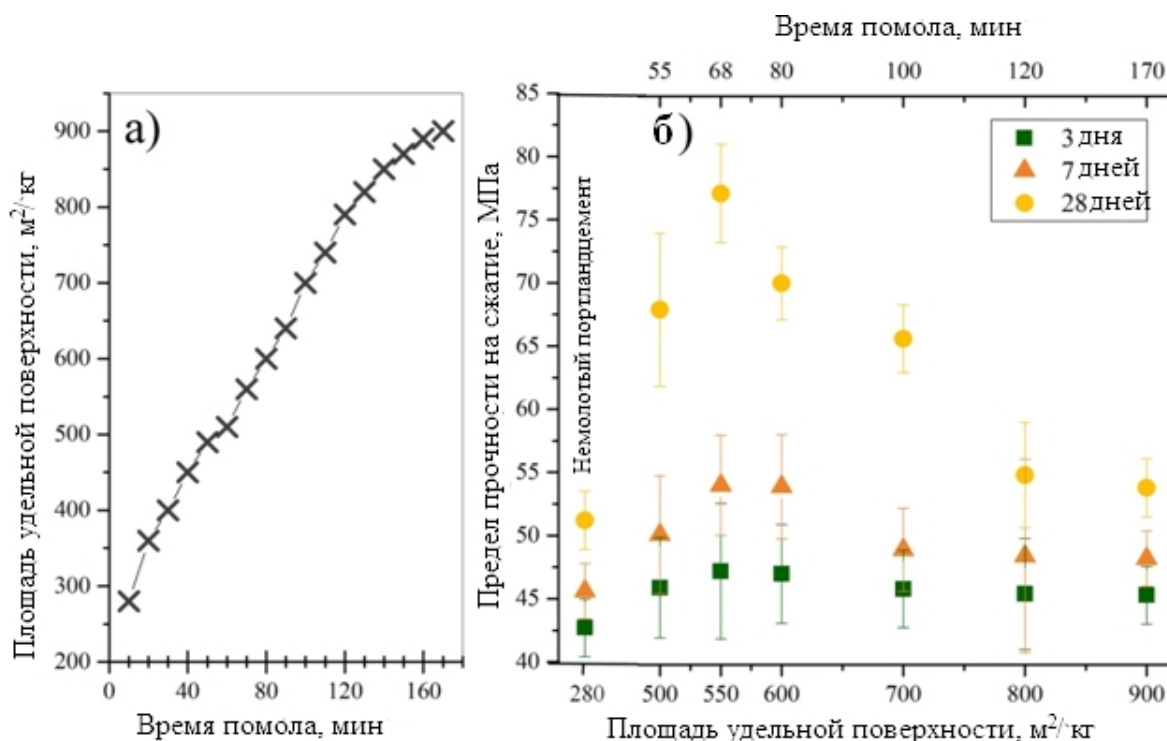 а)
Площадь удельной поверхности, м²/кг
900
800
700
600
500
400
300
200
0 40 80 120 160
Время помола, мин
Время помола, мин
55 68 80 100 120 170
б)
3 дня
7 дней
28 дней
Немолотый портландцемент
Предел прочности на сжатие, МПа
85
80
75
70
65
60
55
50
45
40
280 500 550 600 700 800 900
Площадь удельной поверхности, м²/кг